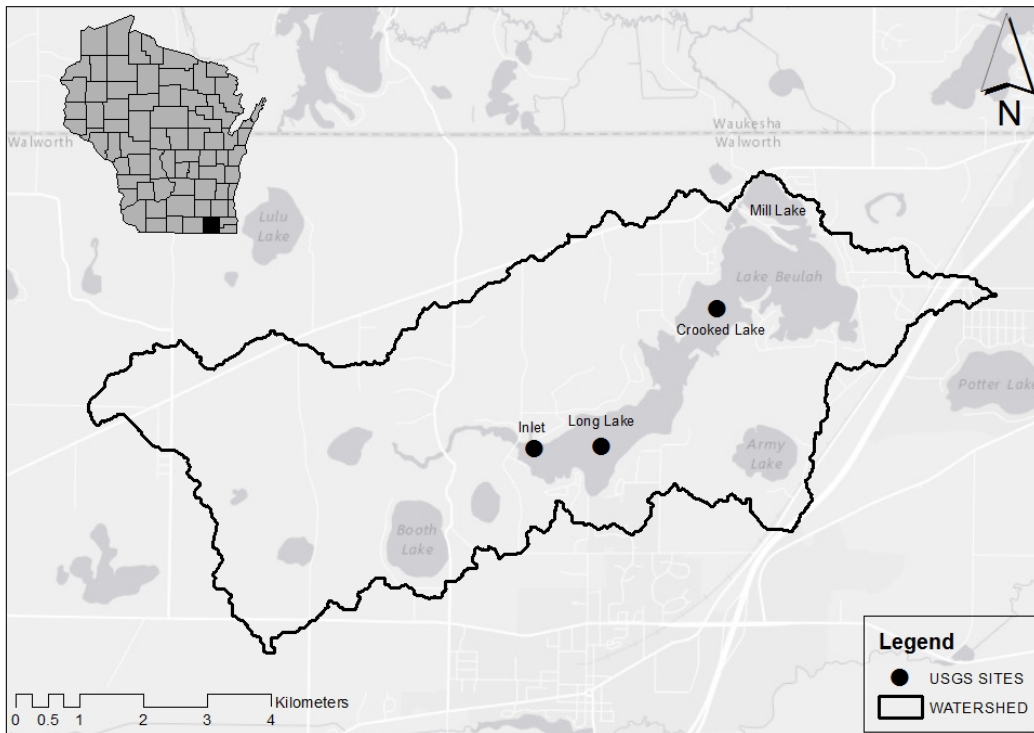 Waukesha
Walworth
Walworth
N
Lulu
Lake
Mill Lake
Lake Beulah
Crooked Lake
Potter Lake
Inlet
Long Lake
Army
Lake
Booth
Lake
Legend
USGS SITES
WATERSHED
Kilometers
0 0.5 1 2 3 4